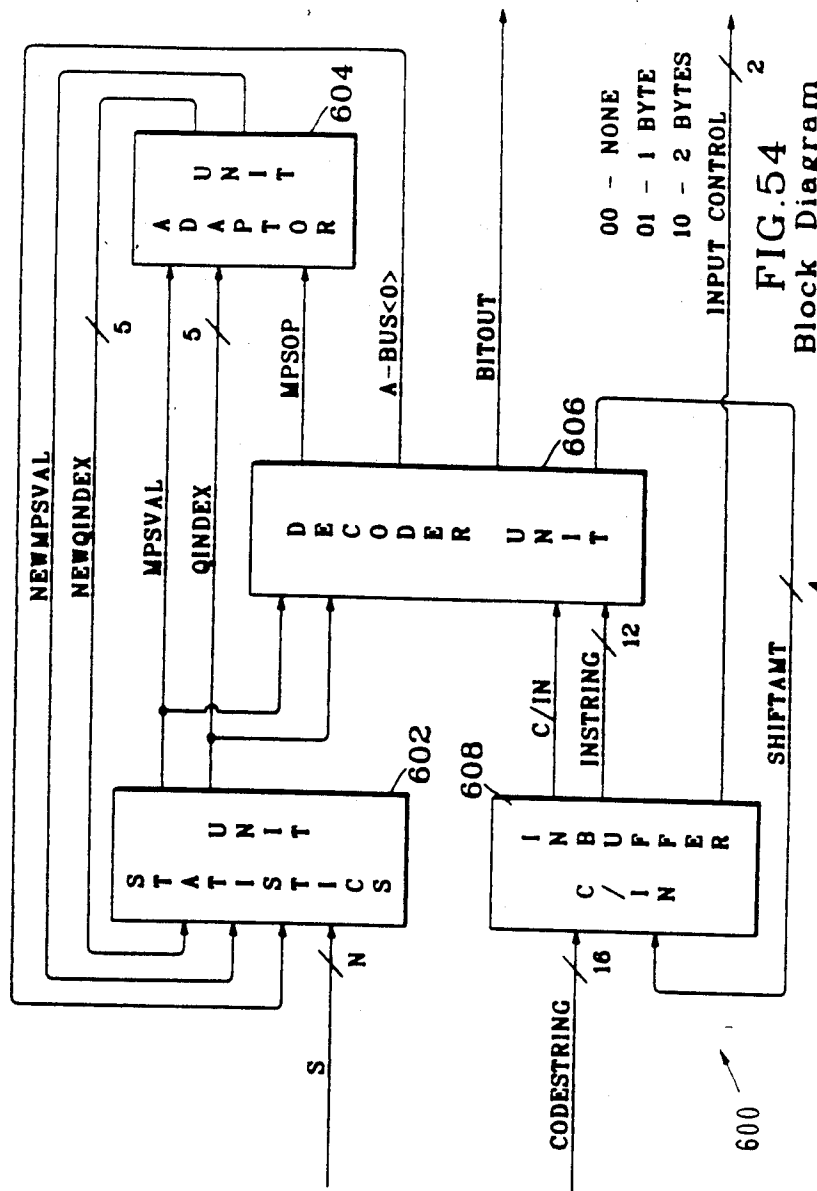 NEWMPSVAL
NEWQINDEX
5
MPSVAL
QINDEX
5
MPSOP
A-BUS<0>
BITOUT
ADAPTOR
UNIT
604
STATISTICS
UNIT
602
S
N
DECODER UNIT
606
C/IN
INSTRING
12
608
C/IN
INBUFFER
CODESTRING
16
SHIFTAMT
INPUT CONTROL
2
00 - NONE
01 - 1 BYTE
10 - 2 BYTES
600
FIG.54
Block Diagram